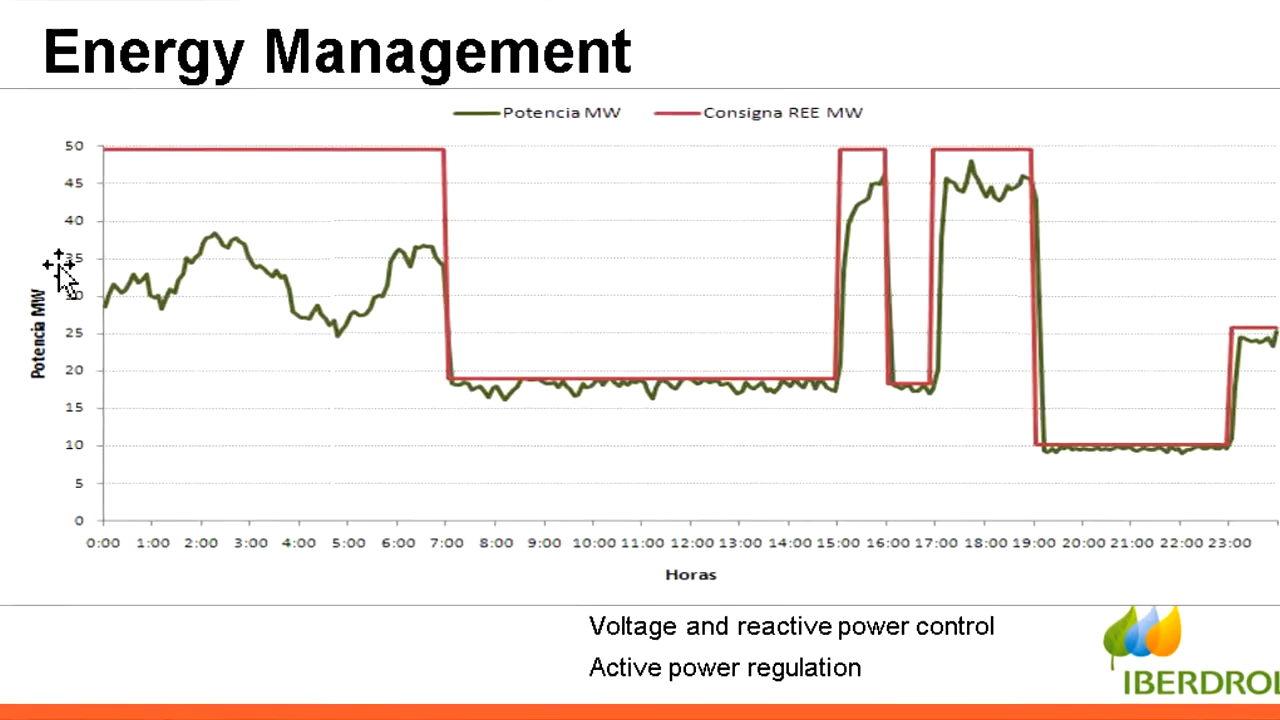 Energy Management
Potencia MW Consigna REE MW
50
45
40
35
30
25
20
15
10
5
0
Potencia MW
0:00 1:00 2:00 3:00 4:00 5:00 6:00 7:00 8:00 9:00 10:00 11:00 12:00 13:00 14:00 15:00 16:00 17:00 18:00 19:00 20:00 21:00 22:00 23:00
Horas
Voltage and reactive power control
Active power regulation
IBERDROL